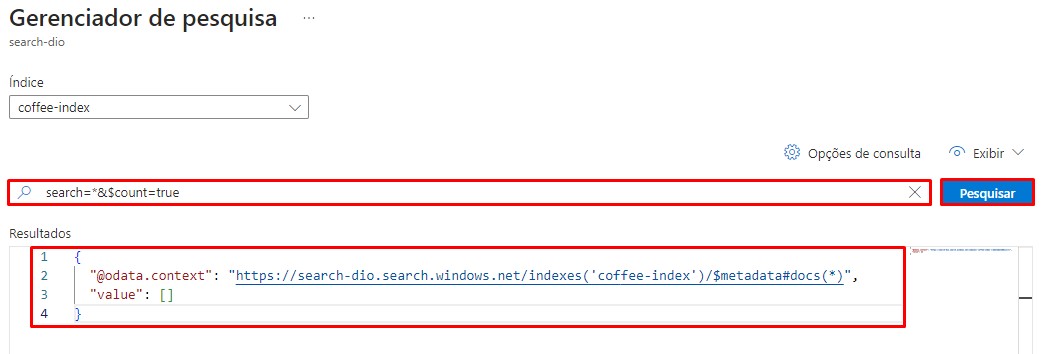 Gerenciador de pesquisa ...
search-dio
Índice
coffee-index
Opções de consulta Exibir
search=*&$count=true
Pesquisar
Resultados
1 {
2 "@odata.context": "https://search-dio.search.windows.net/indexes('coffee-index')/$metadata#docs(*)",
3 "value": []
4 }